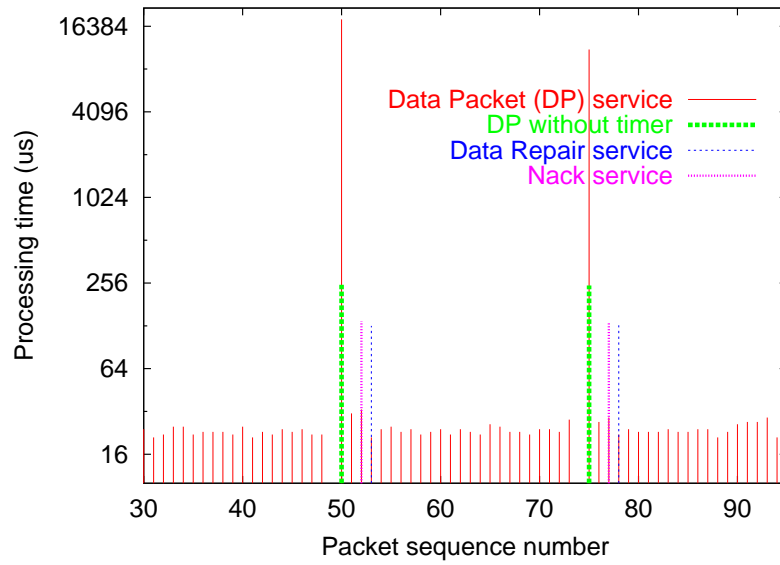 16384
4096
1024
256
64
16
Processing time (us)
Data Packet (DP) service
DP without timer
Data Repair service
Nack service
30 40 50 60 70 80 90
Packet sequence number